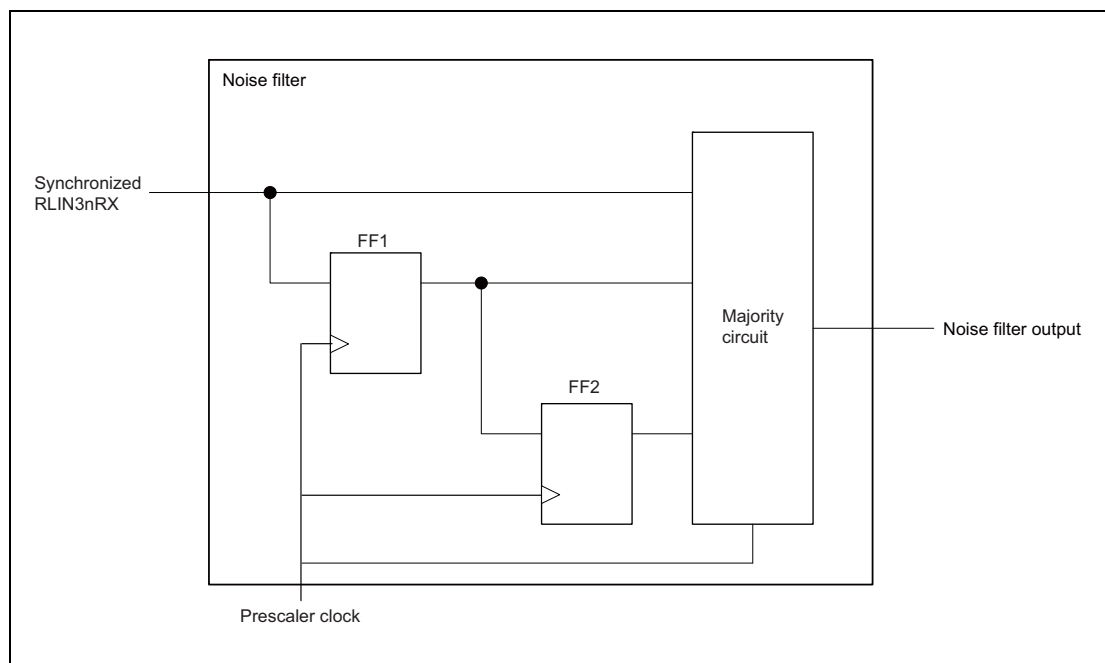 Noise filter
Synchronized
RLIN3nRX
FF1
Majority
circuit
Noise filter output
FF2
Prescaler clock